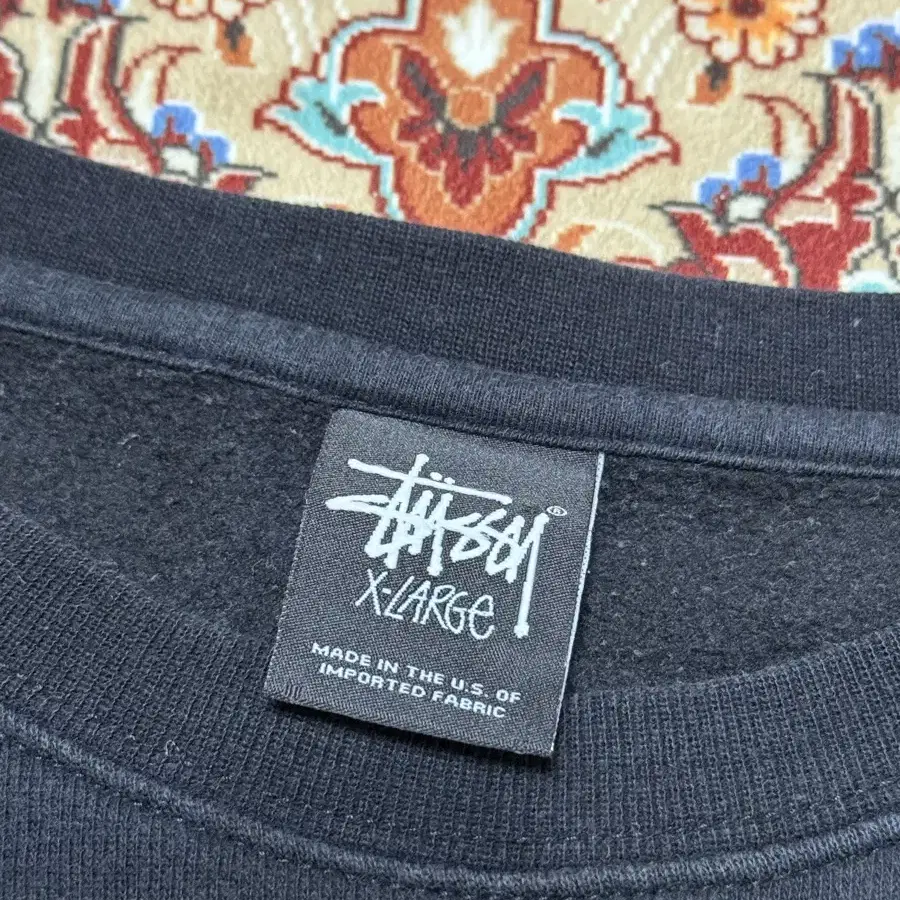 Stüssy ®
X-LARGE
MADE IN THE U.S. OF
IMPORTED FABRIC